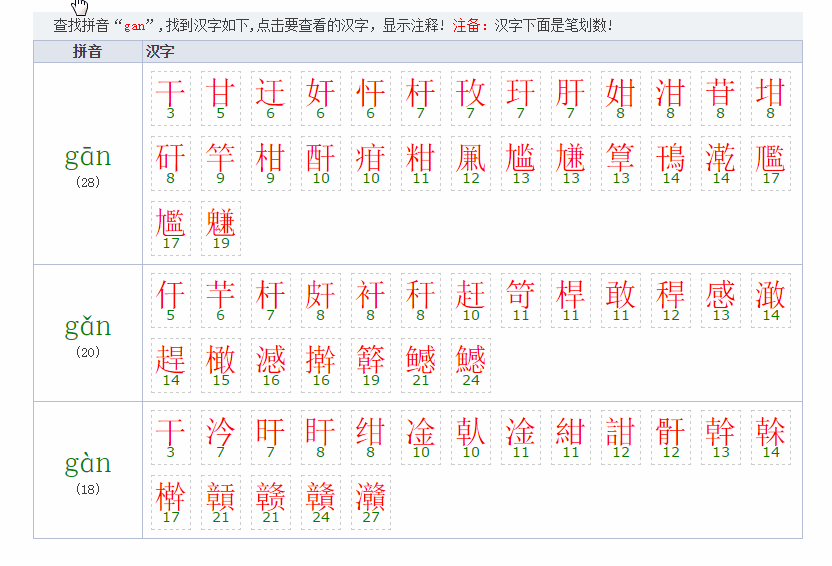 查找拼音“gan”,找到汉字如下,点击要查看的汉字，显示注释！注备：汉字下面是笔划数！
拼音 汉字
干 甘 迂 奸 忓 杆 攼 玕 肝 姏 泔 苷 坩
3 5 6 6 6 7 7 7 7 8 8 8 8
gān
(28)
矸 竿 柑 酐 疳 粓 凲 尴 尲 筸 鳱 漧 尶
8 9 9 10 10 11 12 13 13 13 14 14 17
尷 魐
17 19
仠 芉 杆 皯 衦 秆 赶 笴 桿 敢 稈 感 澉
5 6 7 8 8 8 10 11 11 11 12 13 14
gǎn
(20)
趕 橄 澸 擀 簳 鳡 鱤
14 15 16 16 19 21 24
干 汵 旰 盰 绀 凎 倝 淦 紺 詌 骭 幹 榦
3 7 7 8 8 10 10 11 11 12 12 13 14
gàn
(18)
檊 赣 贛 灨
17 21 21 24 27